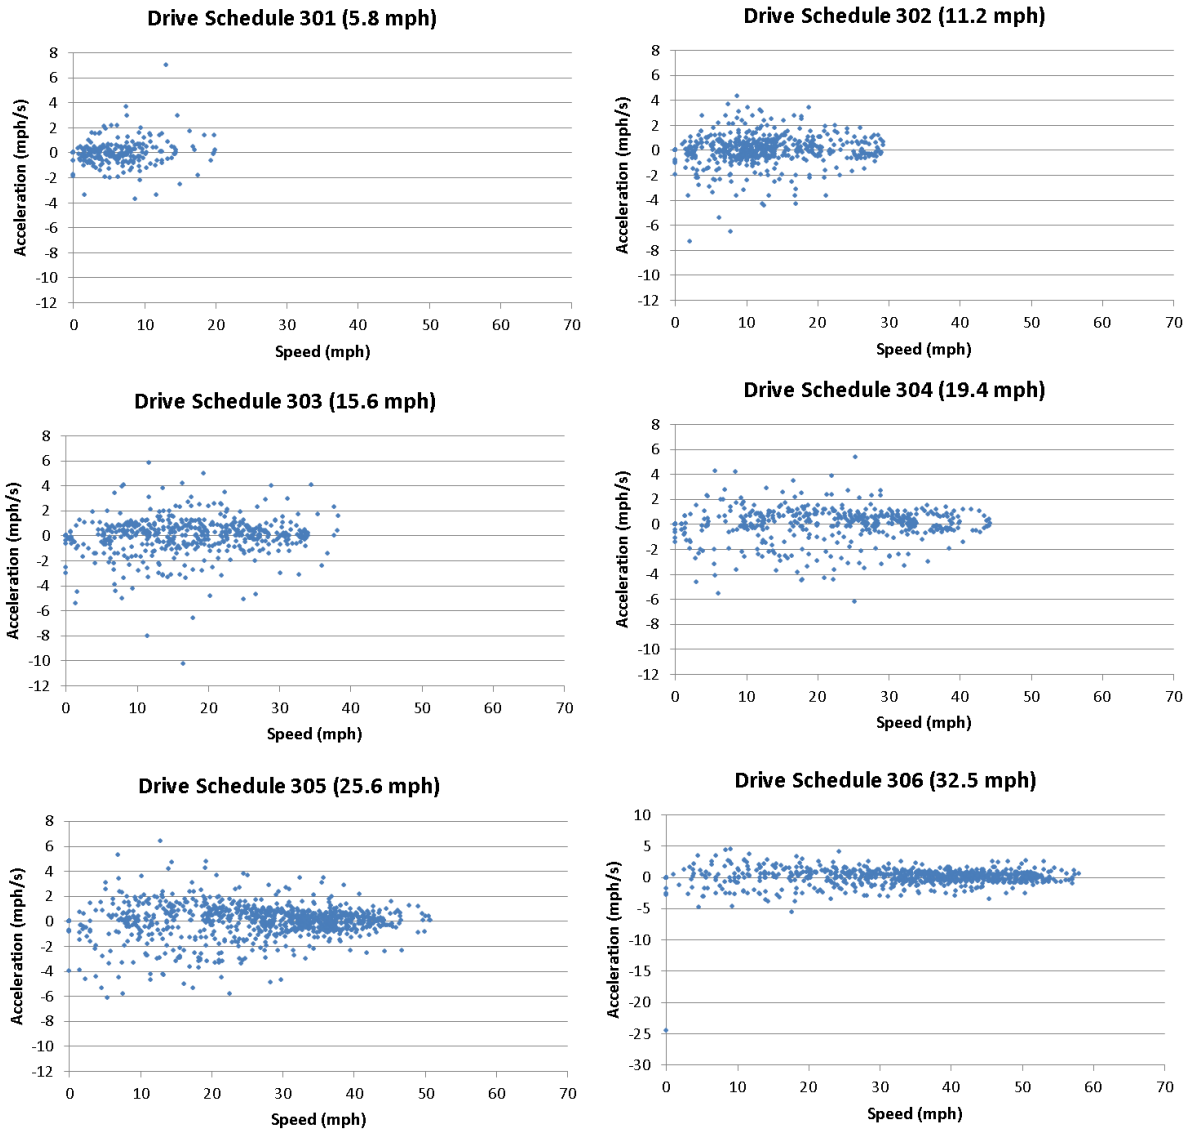 Drive Schedule 301 (5.8 mph)
8
6
4
2
0
-2
-4
-6
-8
-10
-12
Acceleration (mph/s)
0 10 20 30 40 50 60 70
Speed (mph)
Drive Schedule 302 (11.2 mph)
8
6
4
2
0
-2
-4
-6
-8
-10
-12
Acceleration (mph/s)
0 10 20 30 40 50 60 70
Speed (mph)
Drive Schedule 303 (15.6 mph)
8
6
4
2
0
-2
-4
-6
-8
-10
-12
Acceleration (mph/s)
0 10 20 30 40 50 60 70
Speed (mph)
Drive Schedule 304 (19.4 mph)
8
6
4
2
0
-2
-4
-6
-8
-10
-12
Acceleration (mph/s)
0 10 20 30 40 50 60 70
Speed (mph)
Drive Schedule 305 (25.6 mph)
8
6
4
2
0
-2
-4
-6
-8
-10
-12
Acceleration (mph/s)
0 10 20 30 40 50 60 70
Speed (mph)
Drive Schedule 306 (32.5 mph)
10
5
0
-5
-10
-15
-20
-25
-30
Acceleration (mph/s)
0 10 20 30 40 50 60 70
Speed (mph)